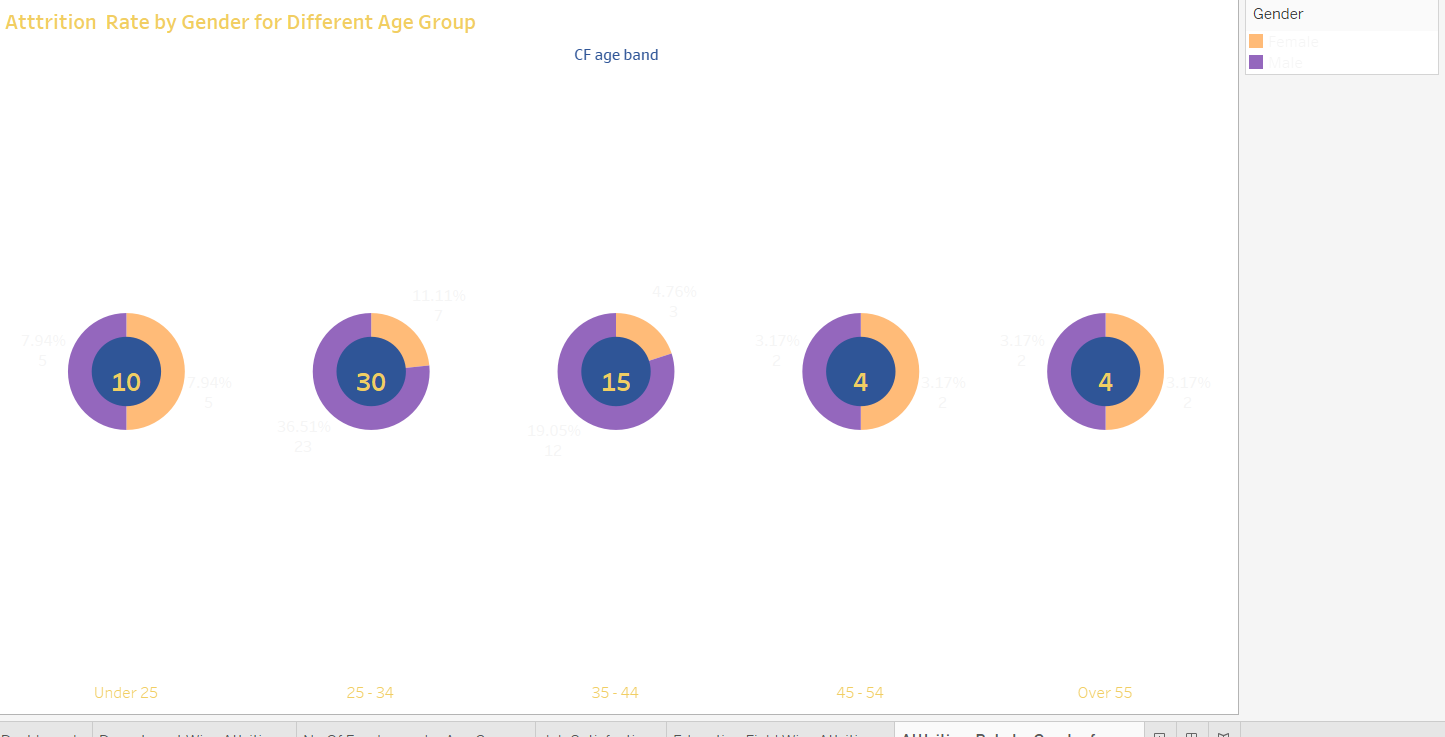 Atttrition Rate by Gender for Different Age Group
CF age band
Gender
Female
Male
11.11%
7
4.76%
3
7.94%
5
3.17%
2
3.17%
2
10
30
15
4
4
7.94%
5
3.17%
2
3.17%
2
36.51%
23
19.05%
12
Under 25
25 - 34
35 - 44
45 - 54
Over 55